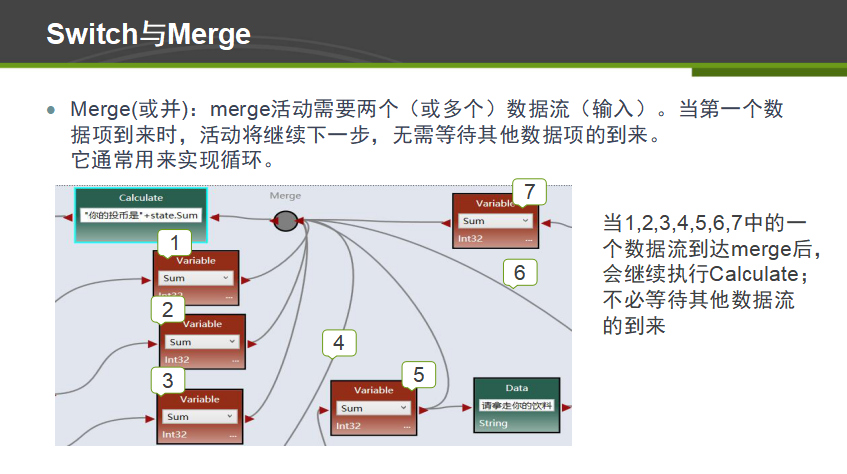 Switch与Merge
• Merge(或并)：merge活动需要两个（或多个）数据流（输入）。当第一个数
据项到来时，活动将继续下一步，无需等待其他数据项的到来。
它通常用来实现循环。
Calculate
"你的投币是"+state.Sum
Merge
7
Variable
Sum
Int32
...
1
Variable
Sum
Int32
...
2
Variable
Sum
Int32
...
3
Variable
Sum
Int32
...
4
5
Variable
Sum
Int32
...
6
Data
请拿走你的饮料
String
当1,2,3,4,5,6,7中的一
个数据流到达merge后，
会继续执行Calculate；
不必等待其他数据流
的到来